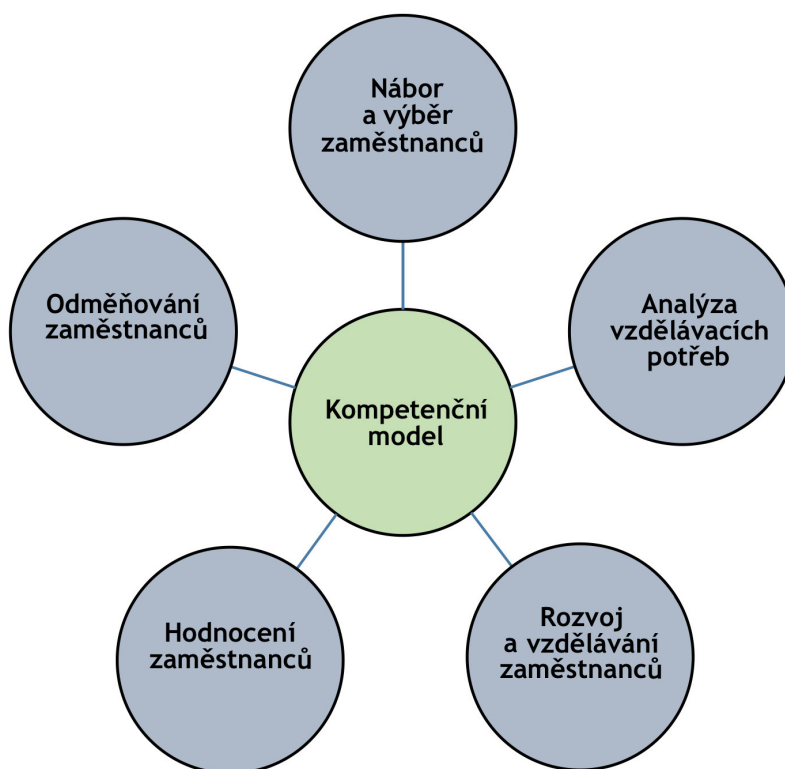 Nábor
a výběr
zaměstnanců
Odměňování
zaměstnanců
Analýza
vzdělávacích
potřeb
Kompetenční
model
Hodnocení
zaměstnanců
Rozvoj
a vzdělávání
zaměstnanců